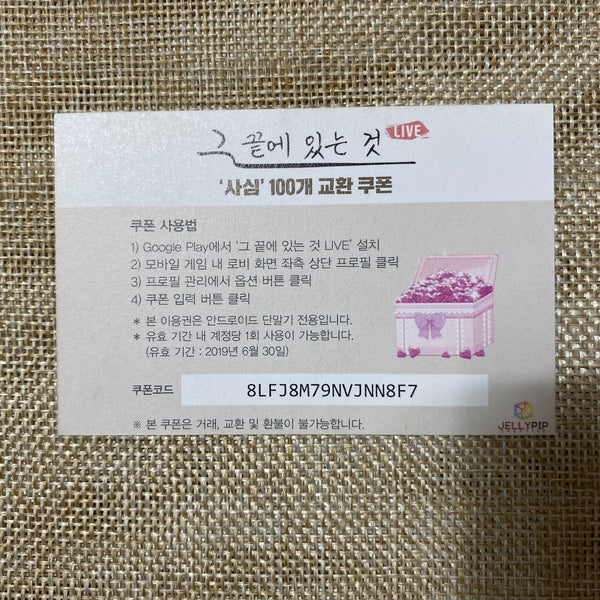 그 끝에 있는 것 LIVE
'사심' 100개 교환 쿠폰
쿠폰 사용법
1) Google Play에서 '그 끝에 있는 것 LIVE' 설치
2) 모바일 게임 내 로비 화면 좌측 상단 프로필 클릭
3) 프로필 관리에서 옵션 버튼 클릭
4) 쿠폰 입력 버튼 클릭
* 본 이용권은 안드로이드 단말기 전용입니다.
* 유효 기간 내 계정당 1회 사용이 가능합니다.
(유효 기간 : 2019년 6월 30일)
쿠폰코드 8LFJ8M79NVJNN8F7
※ 본 쿠폰은 거래, 교환 및 환불이 불가능합니다.
JELLYPIP